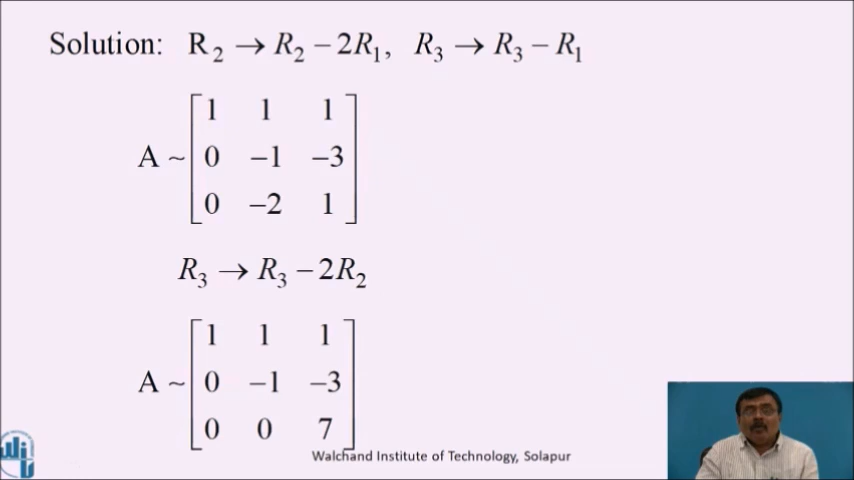 Solution: R₂ → R₂ – 2R₁, R₃ → R₃ – R₁
1 1 1
A ~ 0 –1 –3
0 –2 1
R₃ → R₃ – 2R₂
1 1 1
A ~ 0 –1 –3
0 0 7
Walchand Institute of Technology, Solapur